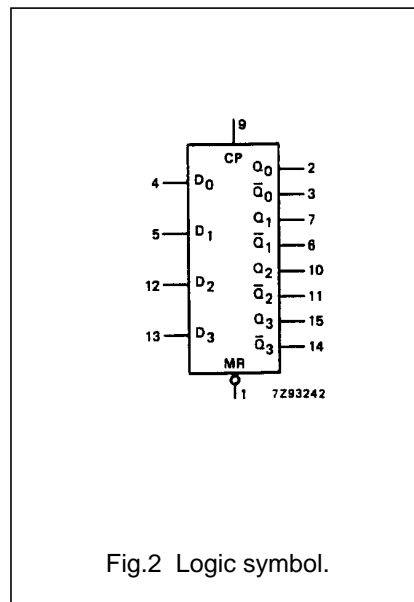 9
CP
4 D0 Q0 2
Q̅0 3
5 D1 Q1 7
Q̅1 6
12 D2 Q2 10
Q̅2 11
13 D3 Q3 15
Q̅3 14
MR
1 7Z93242
Fig.2 Logic symbol.